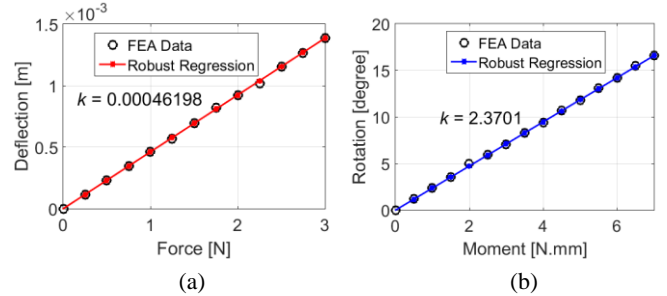 ×10⁻³
1.5
1
0.5
0
Deflection [m]
FEA Data
Robust Regression
k = 0.00046198
0 1 2 3
Force [N]
(a)
20
15
10
5
0
Rotation [degree]
FEA Data
Robust Regression
k = 2.3701
0 2 4 6
Moment [N.mm]
(b)